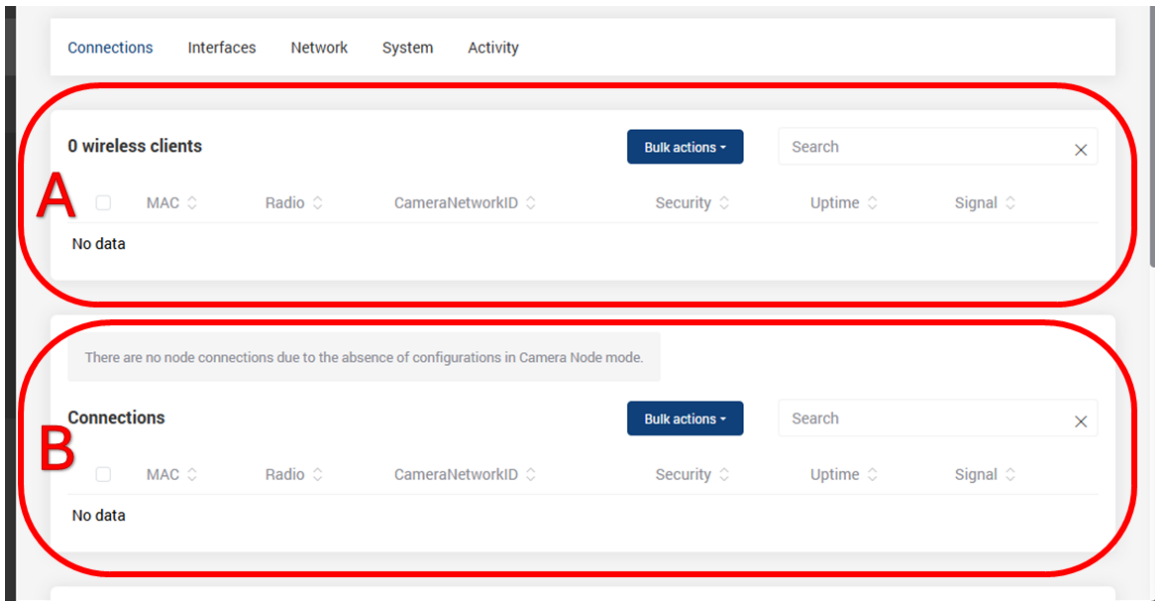 Connections Interfaces Network System Activity
0 wireless clients Bulk actions Search
A
MAC Radio CameraNetworkID Security Uptime Signal
No data
There are no node connections due to the absence of configurations in Camera Node mode.
Connections Bulk actions Search
B
MAC Radio CameraNetworkID Security Uptime Signal
No data